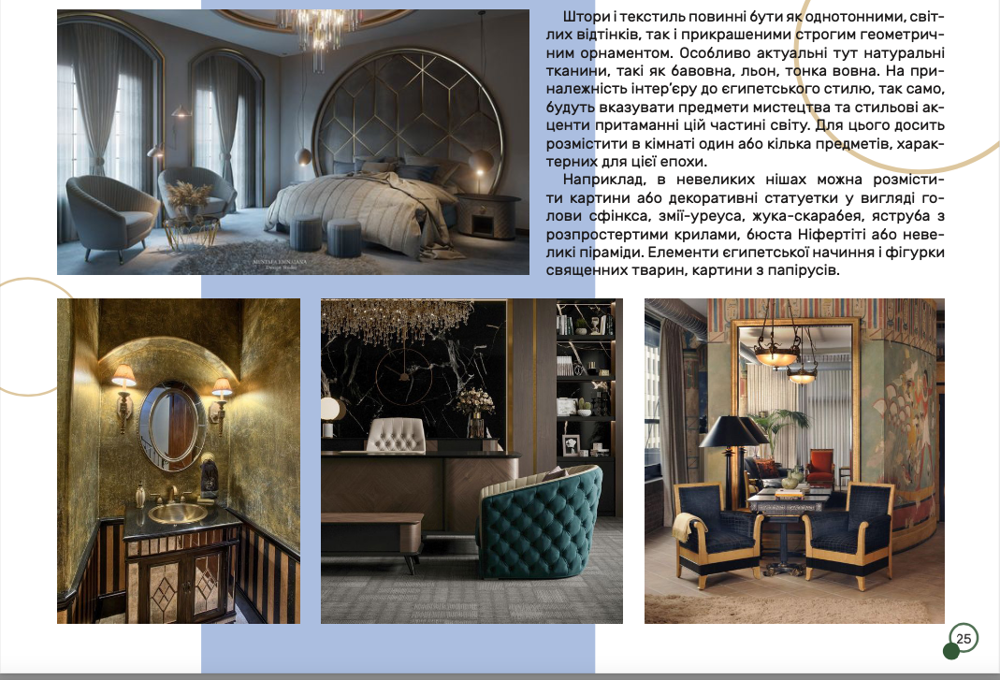 Штори і текстиль повинні бути як однотонними, світ-
лих відтінків, так і прикрашеними строгим геометрич-
ним орнаментом. Особливо актуальні тут натуральні
тканини, такі як бавовна, льон, тонка вовна. На при-
належність інтер’єру до єгипетського стилю, так само,
будуть вказувати предмети мистецтва та стильові ак-
центи притаманні цій частині світу. Для цього досить
розмістити в кімнаті один або кілька предметів, харак-
терних для цієї епохи.
Наприклад, в невеликих нішах можна розмісти-
ти картини або декоративні статуетки у вигляді го-
лови сфінкса, змії-уреуса, жука-скарабея, яструба з
розпростертими крилами, бюста Ніфертіті або неве-
ликі піраміди. Елементи єгипетської начиння і фігурки
священних тварин, картини з папірусів.
25